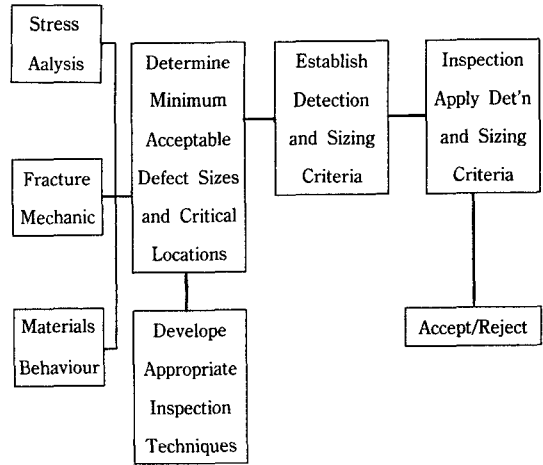 Stress
Aalysis
Fracture
Mechanic
Materials
Behaviour
Determine
Minimum
Acceptable
Defect Sizes
and Critical
Locations
Develope
Appropriate
Inspection
Techniques
Establish
Detection
and Sizing
Criteria
Inspection
Apply Det'n
and Sizing
Criteria
Accept/Reject